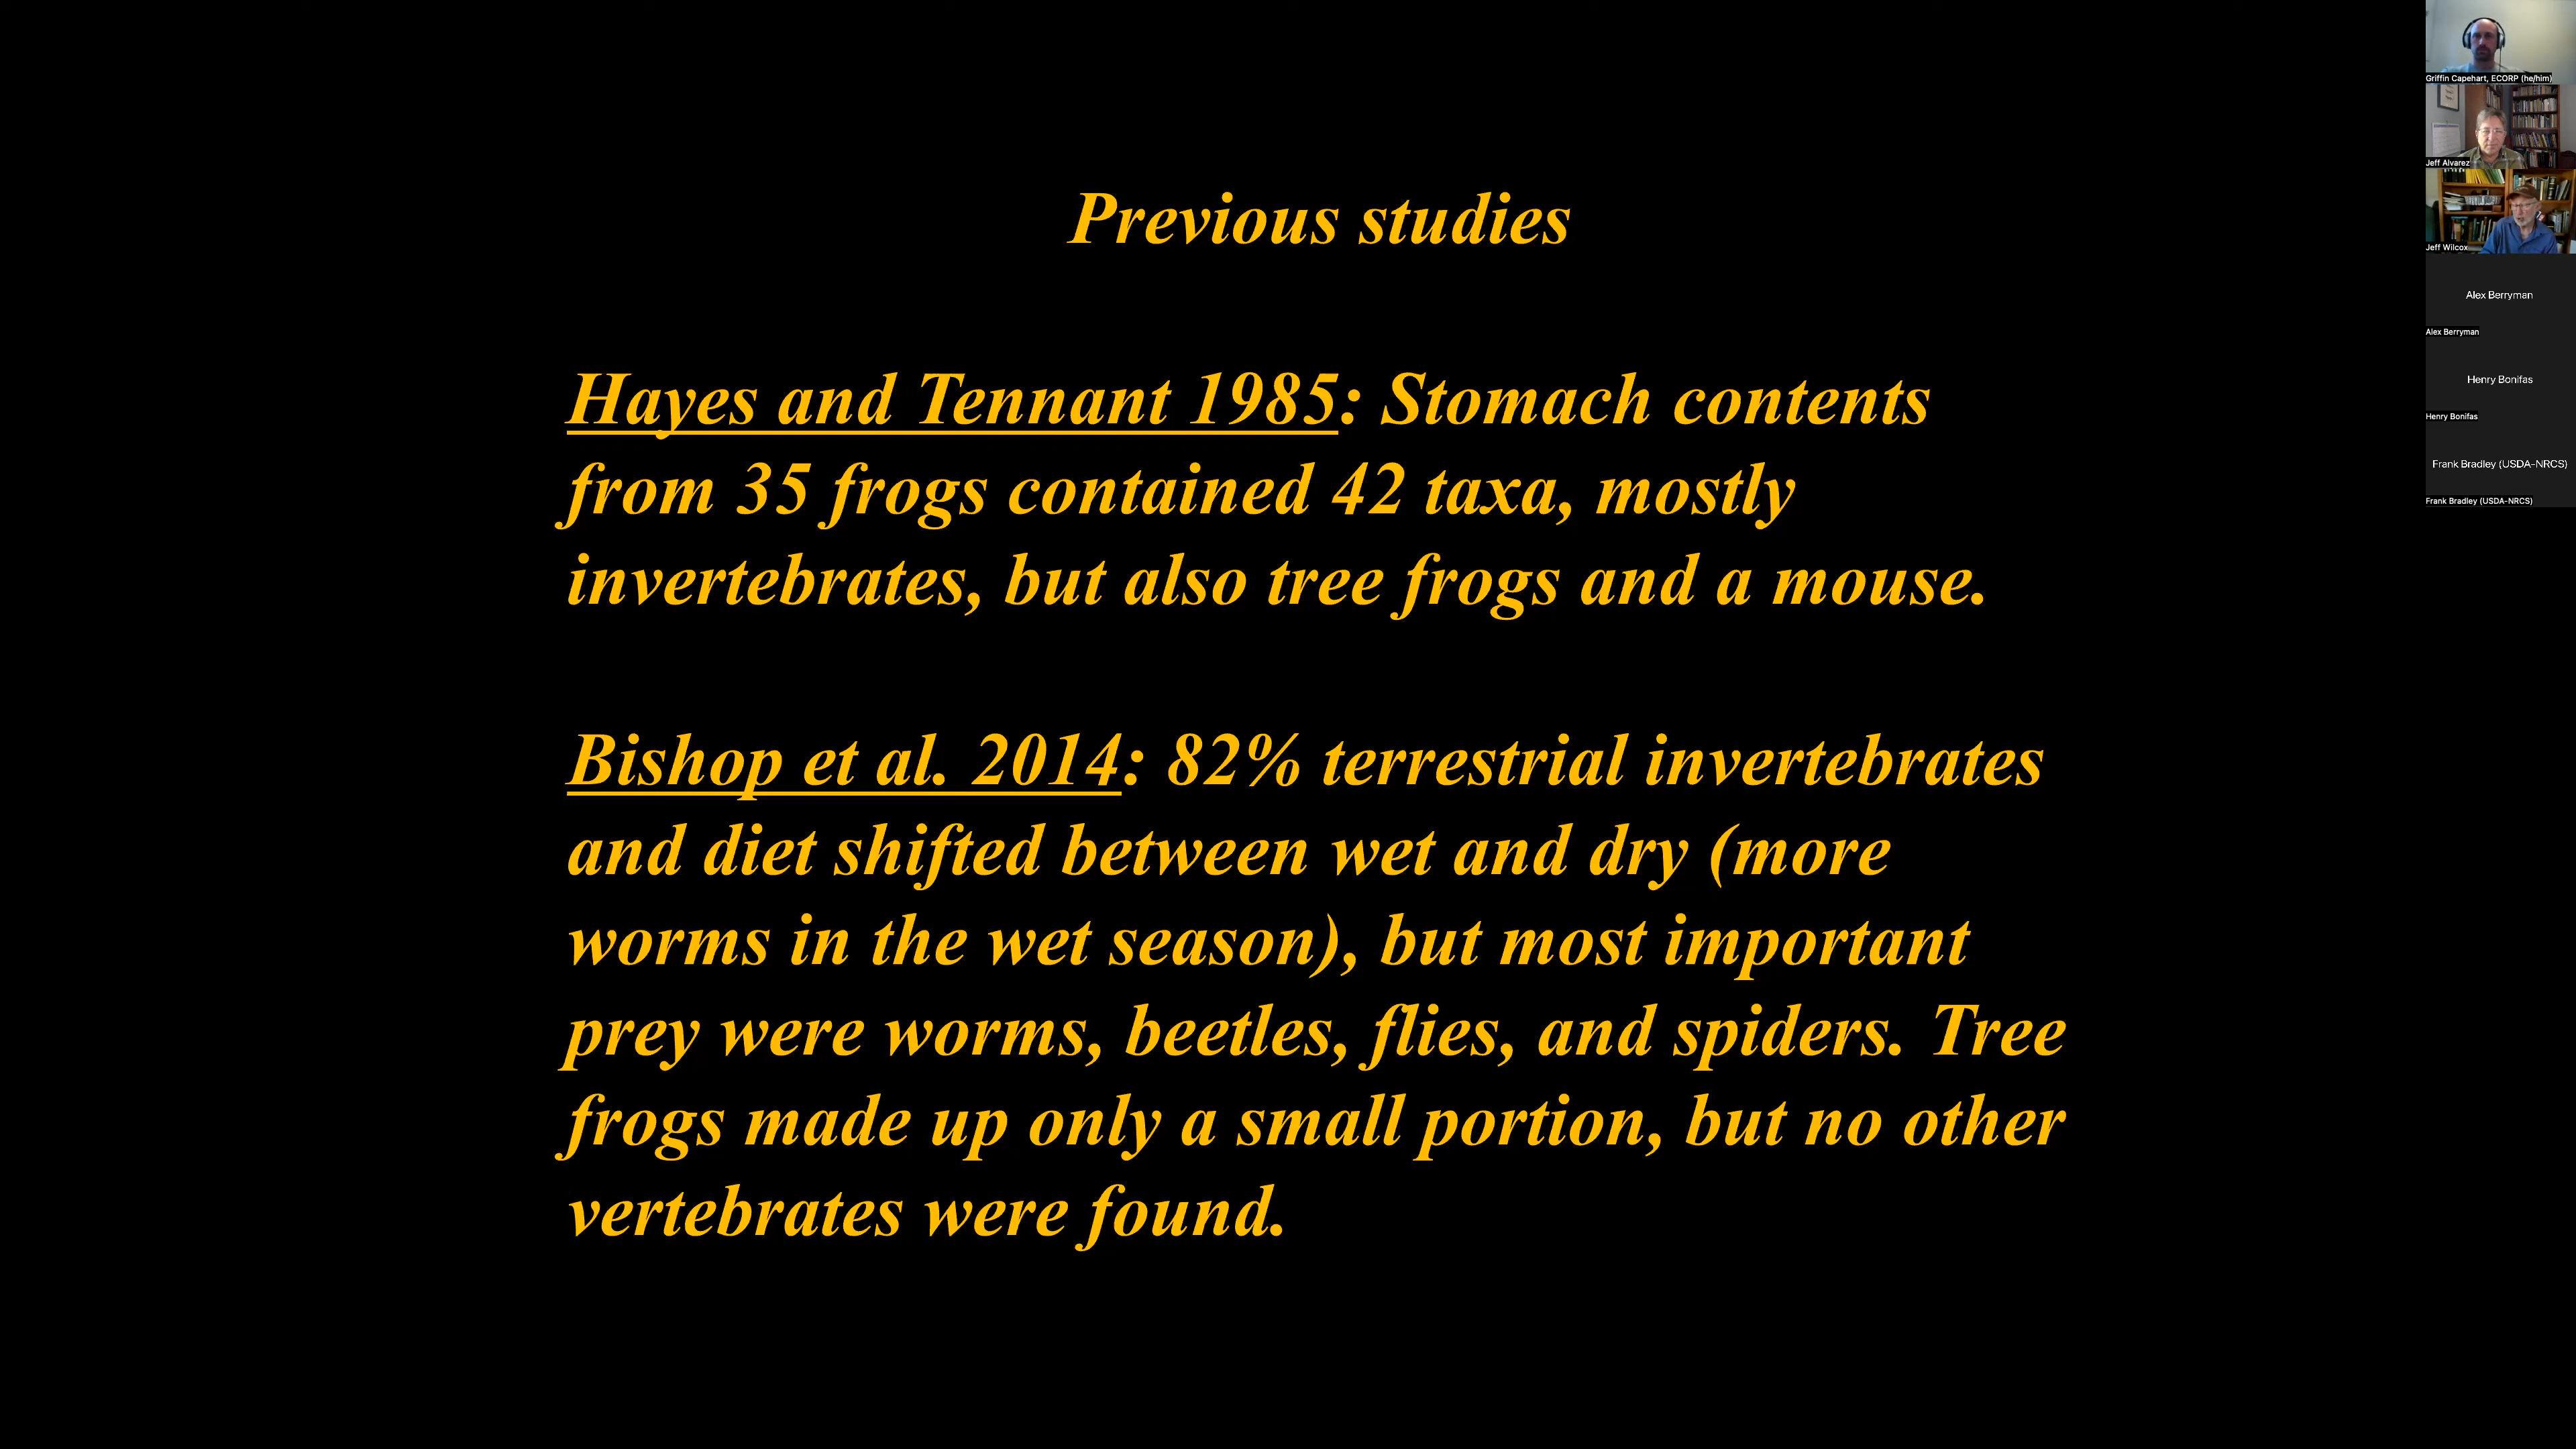 Previous studies
Hayes and Tennant 1985: Stomach contents
from 35 frogs contained 42 taxa, mostly
invertebrates, but also tree frogs and a mouse.
Bishop et al. 2014: 82% terrestrial invertebrates
and diet shifted between wet and dry (more
worms in the wet season), but most important
prey were worms, beetles, flies, and spiders. Tree
frogs made up only a small portion, but no other
vertebrates were found.
Griffin Capehart, ECORP (he/him)
Jeff Alvarez
Jeff Wilcox
Alex Berryman
Alex Berryman
Henry Bonifas
Henry Bonifas
Frank Bradley (USDA-NRCS)
Frank Bradley (USDA-NRCS)